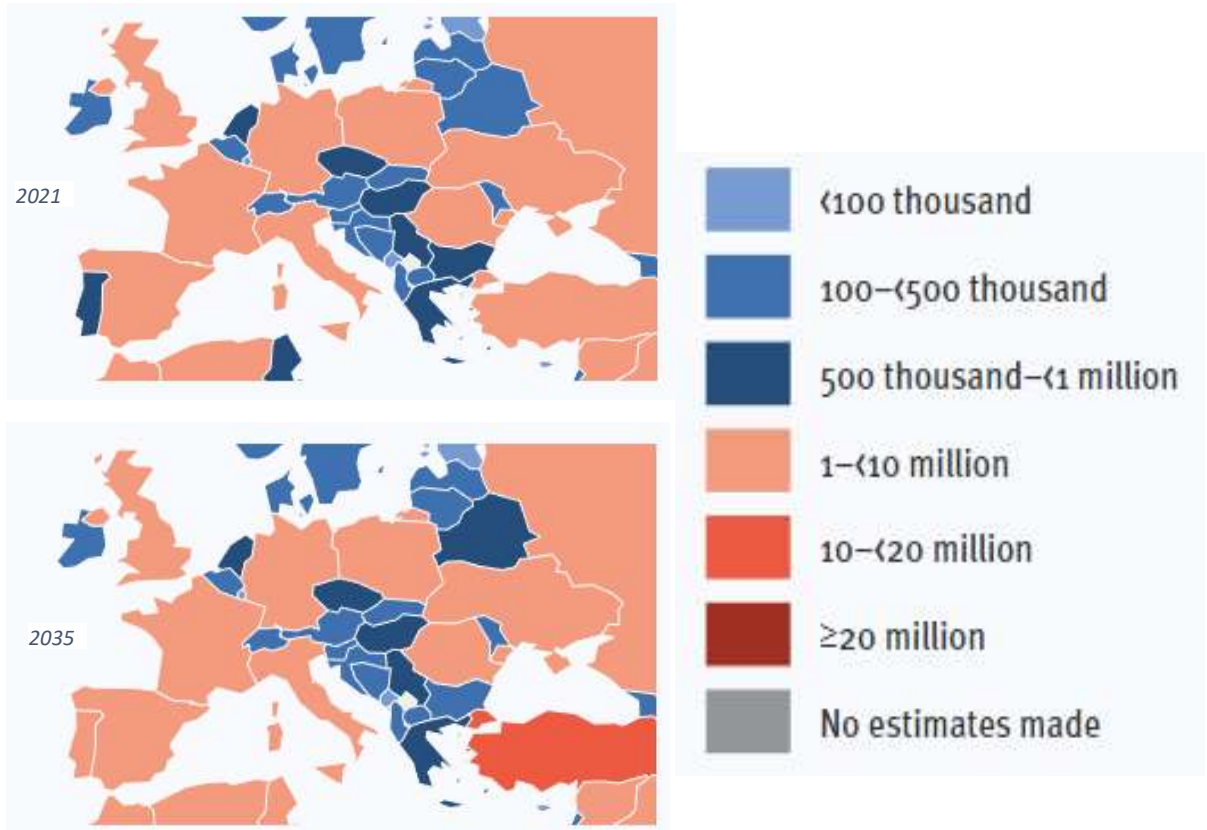 2021
2035
<100 thousand
100–<500 thousand
500 thousand–<1 million
1–<10 million
10–<20 million
≥20 million
No estimates made